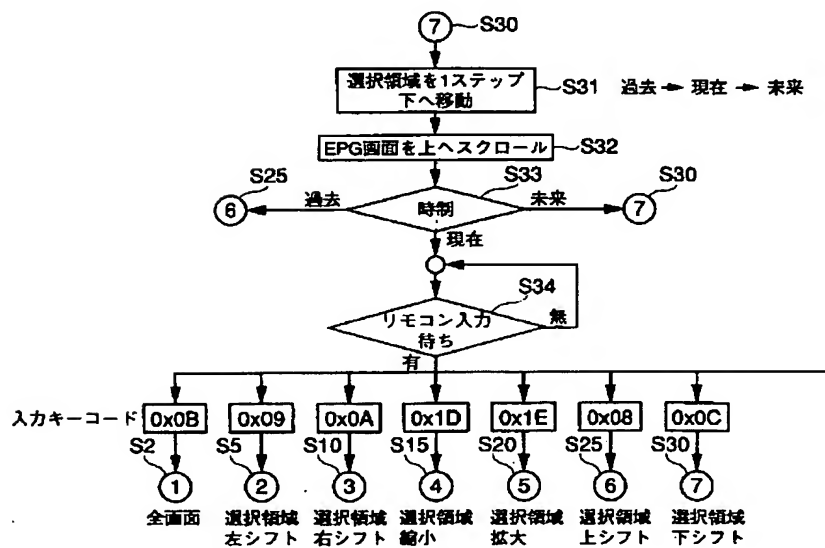 7 S30
選択領域を1ステップ
下へ移動
S31 過去 → 現在 → 未来
EPG画面を上へスクロール S32
S25 S33 S30
6 過去 時制 未来 7
現在
S34
リモコン入力
待ち
無
有
入力キーコード 0x0B 0x09 0x0A 0x1D 0x1E 0x08 0x0C
S2 S5 S10 S15 S20 S25 S30
1 2 3 4 5 6 7
全画面 選択領域 選択領域 選択領域 選択領域 選択領域 選択領域
左シフト 右シフト 縮小 拡大 上シフト 下シフト